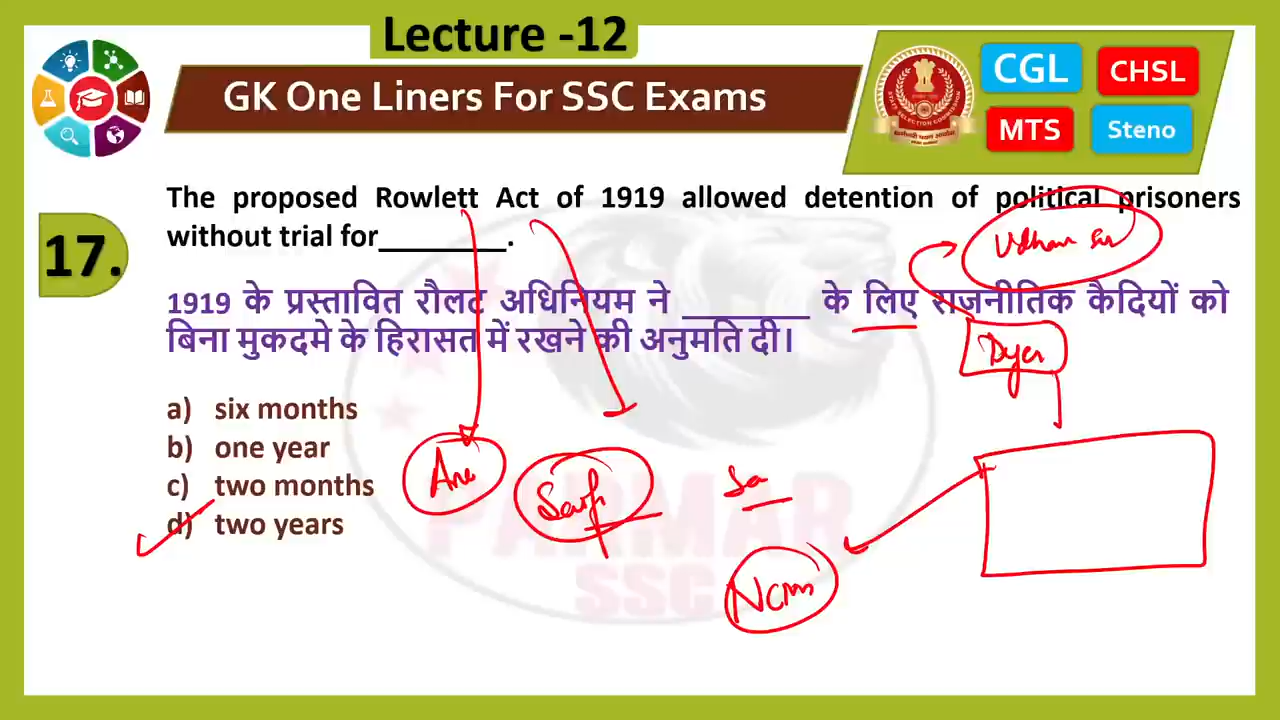 Lecture -12
GK One Liners For SSC Exams
CGL
CHSL
MTS
Steno
17.
The proposed Rowlett Act of 1919 allowed detention of political prisoners
without trial for________.
1919 के प्रस्तावित रौलट अधिनियम ने ________ के लिए राजनीतिक कैदियों को
बिना मुकदमे के हिरासत में रखने की अनुमति दी।
a) six months
b) one year
c) two months
d) two years
Dyer
NCM
PARMAR
SSC